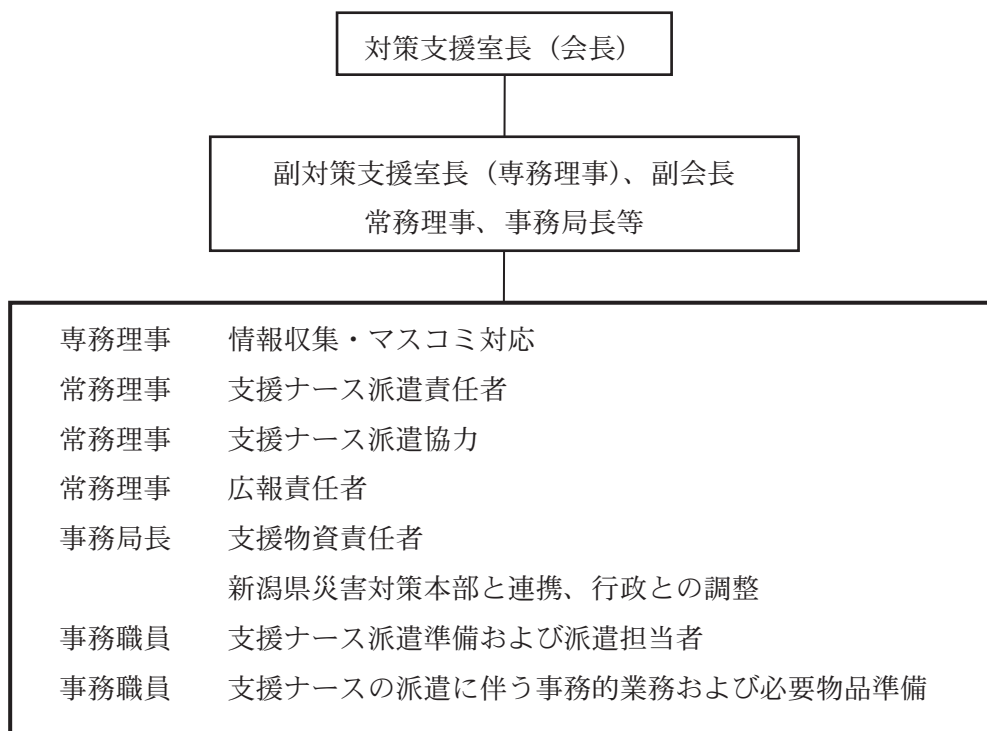 対策支援室長（会長）
副対策支援室長（専務理事）、副会長
常務理事、事務局長等
専務理事　情報収集・マスコミ対応
常務理事　支援ナース派遣責任者
常務理事　支援ナース派遣協力
常務理事　広報責任者
事務局長　支援物資責任者
新潟県災害対策本部と連携、行政との調整
事務職員　支援ナース派遣準備および派遣担当者
事務職員　支援ナースの派遣に伴う事務的業務および必要物品準備